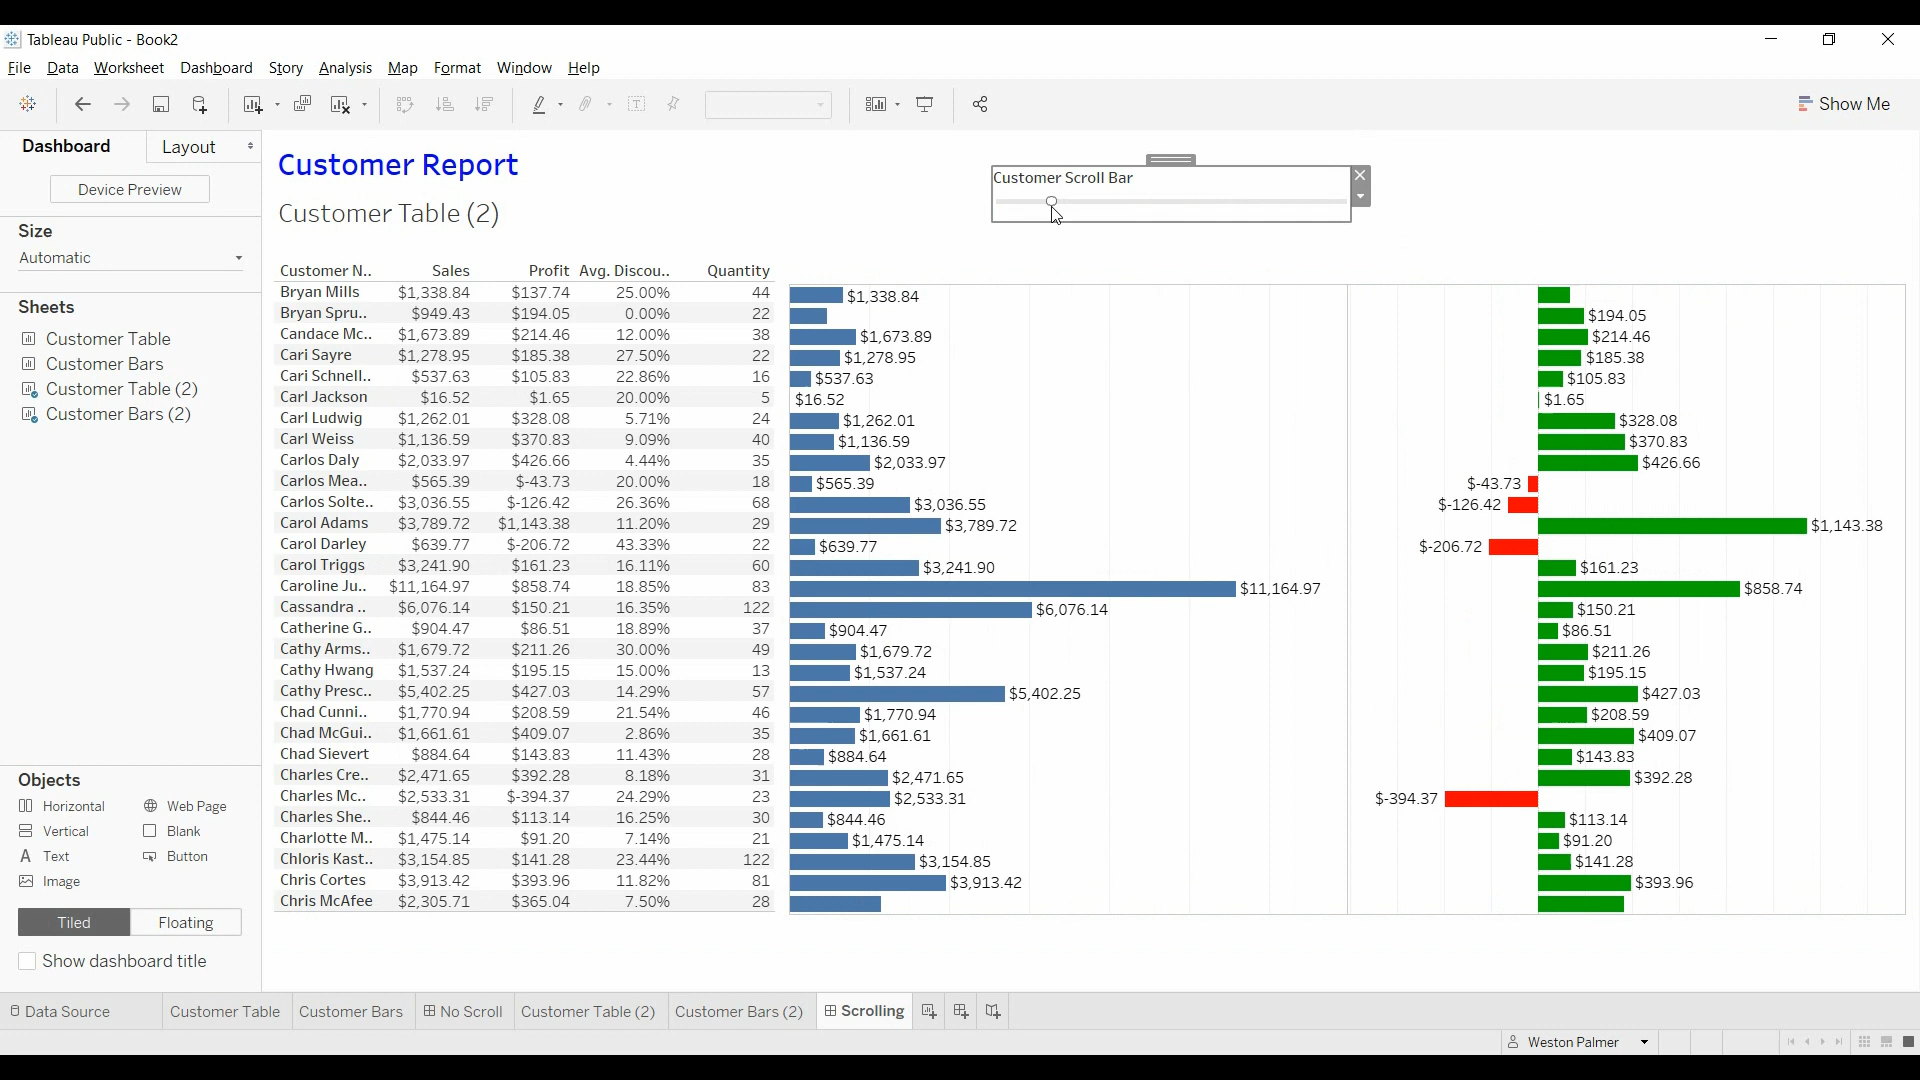 Tableau Public - Book2
File Data Worksheet Dashboard Story Analysis Map Format Window Help
Show Me
Dashboard
Layout
Device Preview
Size
Automatic
Sheets
Customer Table
Customer Bars
Customer Table (2)
Customer Bars (2)
Objects
Horizontal Web Page
Vertical Blank
A Text Button
Image
Tiled Floating
Show dashboard title
Customer Report
Customer Table (2)
Customer Scroll Bar
Customer N.. Sales Profit Avg. Discou.. Quantity
Bryan Mills $1,338.84 $137.74 25.00% 44 $1,338.84
Bryan Spru.. $949.43 $194.05 0.00% 22 $194.05
Candace Mc.. $1,673.89 $214.46 12.00% 38 $1,673.89 $214.46
Cari Sayre $1,278.95 $185.38 27.50% 22 $1,278.95 $185.38
Cari Schnell.. $537.63 $105.83 22.86% 16 $537.63 $105.83
Carl Jackson $16.52 $1.65 20.00% 5 $16.52 $1.65
Carl Ludwig $1,262.01 $328.08 5.71% 24 $1,262.01 $328.08
Carl Weiss $1,136.59 $370.83 9.09% 40 $1,136.59 $370.83
Carlos Daly $2,033.97 $426.66 4.44% 35 $2,033.97 $426.66
Carlos Mea.. $565.39 $-43.73 20.00% 18 $565.39 $-43.73
Carlos Solte.. $3,036.55 $-126.42 26.36% 68 $3,036.55 $-126.42
Carol Adams $3,789.72 $1,143.38 11.20% 29 $3,789.72 $1,143.38
Carol Darley $639.77 $-206.72 43.33% 22 $639.77 $-206.72
Carol Triggs $3,241.90 $161.23 16.11% 60 $3,241.90 $161.23
Caroline Ju.. $11,164.97 $858.74 18.85% 83 $11,164.97 $858.74
Cassandra .. $6,076.14 $150.21 16.35% 122 $6,076.14 $150.21
Catherine G.. $904.47 $86.51 18.89% 37 $904.47 $86.51
Cathy Arms.. $1,679.72 $211.26 30.00% 49 $1,679.72 $211.26
Cathy Hwang $1,537.24 $195.15 15.00% 13 $1,537.24 $195.15
Cathy Presc.. $5,402.25 $427.03 14.29% 57 $5,402.25 $427.03
Chad Cunni.. $1,770.94 $208.59 21.54% 46 $1,770.94 $208.59
Chad McGui.. $1,661.61 $409.07 2.86% 35 $1,661.61 $409.07
Chad Sievert $884.64 $143.83 11.43% 28 $884.64 $143.83
Charles Cre.. $2,471.65 $392.28 8.18% 31 $2,471.65 $392.28
Charles Mc.. $2,533.31 $-394.37 24.29% 23 $2,533.31 $-394.37
Charles She.. $844.46 $113.14 16.25% 30 $844.46 $113.14
Charlotte M.. $1,475.14 $91.20 7.14% 21 $1,475.14 $91.20
Chloris Kast.. $3,154.85 $141.28 23.44% 122 $3,154.85 $141.28
Chris Cortes $3,913.42 $393.96 11.82% 81 $3,913.42 $393.96
Chris McAfee $2,305.71 $365.04 7.50% 28
Data Source Customer Table Customer Bars No Scroll Customer Table (2) Customer Bars (2) Scrolling
Weston Palmer